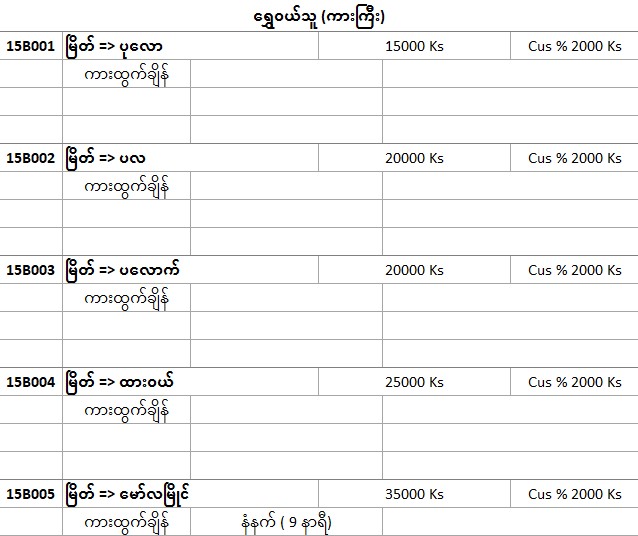 ရွှေဝယ်သူ (ကားကြီး)
15B001 မြိတ် => ပုလော 15000 Ks Cus % 2000 Ks
ကားထွက်ချိန်
15B002 မြိတ် => ပလ 20000 Ks Cus % 2000 Ks
ကားထွက်ချိန်
15B003 မြိတ် => ပလောက် 20000 Ks Cus % 2000 Ks
ကားထွက်ချိန်
15B004 မြိတ် => ထားဝယ် 25000 Ks Cus % 2000 Ks
ကားထွက်ချိန်
15B005 မြိတ် => မော်လမြိုင် 35000 Ks Cus % 2000 Ks
ကားထွက်ချိန် နံနက် ( 9 နာရီ)